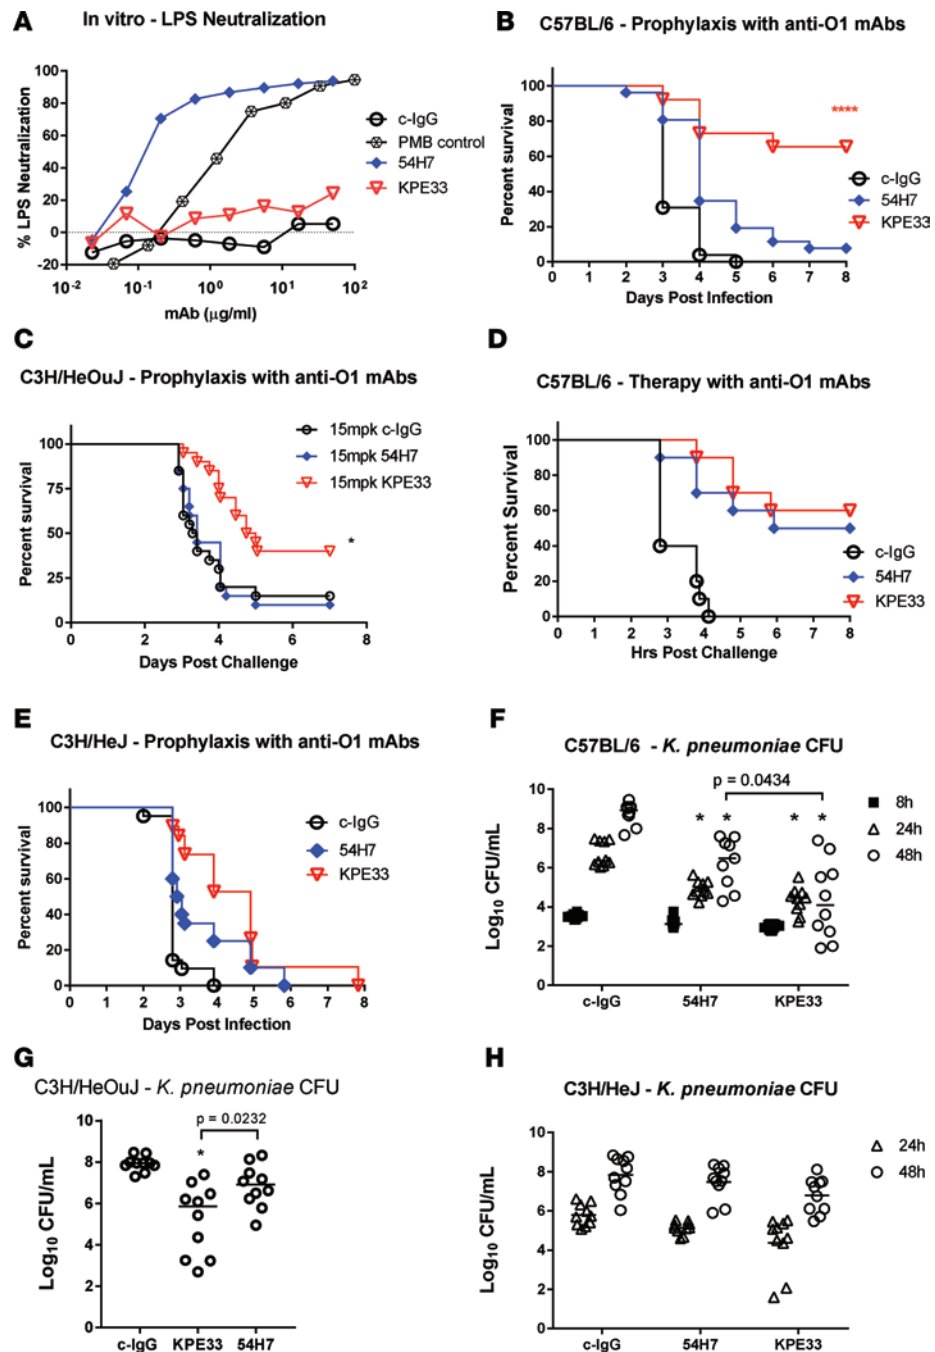 A
In vitro - LPS Neutralization
100
80
60
40
20
0
-20
% LPS Neutralization
10-2
10-1
100
101
102
mAb (µg/ml)
c-IgG
PMB control
54H7
KPE33
B
C57BL/6 - Prophylaxis with anti-O1 mAbs
100
80
60
40
20
0
Percent survival
0 1 2 3 4 5 6 7 8
Days Post Infection
****
c-IgG
54H7
KPE33
C
C3H/HeOuJ - Prophylaxis with anti-O1 mAbs
100
75
50
25
0
Percent survival
0 2 4 6 8
Days Post Challenge
15mpk c-IgG
15mpk 54H7
15mpk KPE33
*
D
C57BL/6 - Therapy with anti-O1 mAbs
100
80
60
40
20
0
Percent Survival
0 1 2 3 4 5 6 7 8
Hrs Post Challenge
c-IgG
54H7
KPE33
E
C3H/HeJ - Prophylaxis with anti-O1 mAbs
100
80
60
40
20
0
Percent survival
0 1 2 3 4 5 6 7 8
Days Post Infection
c-IgG
54H7
KPE33
F
C57BL/6 - K. pneumoniae CFU
p = 0.0434
* * * *
10
8
6
4
2
0
Log10 CFU/mL
c-IgG 54H7 KPE33
8h
24h
48h
G
C3H/HeOuJ - K. pneumoniae CFU
p = 0.0232
*
10
8
6
4
2
0
Log10 CFU/mL
c-IgG KPE33 54H7
H
C3H/HeJ - K. pneumoniae CFU
10
8
6
4
2
0
Log10 CFU/mL
c-IgG 54H7 KPE33
24h
48h